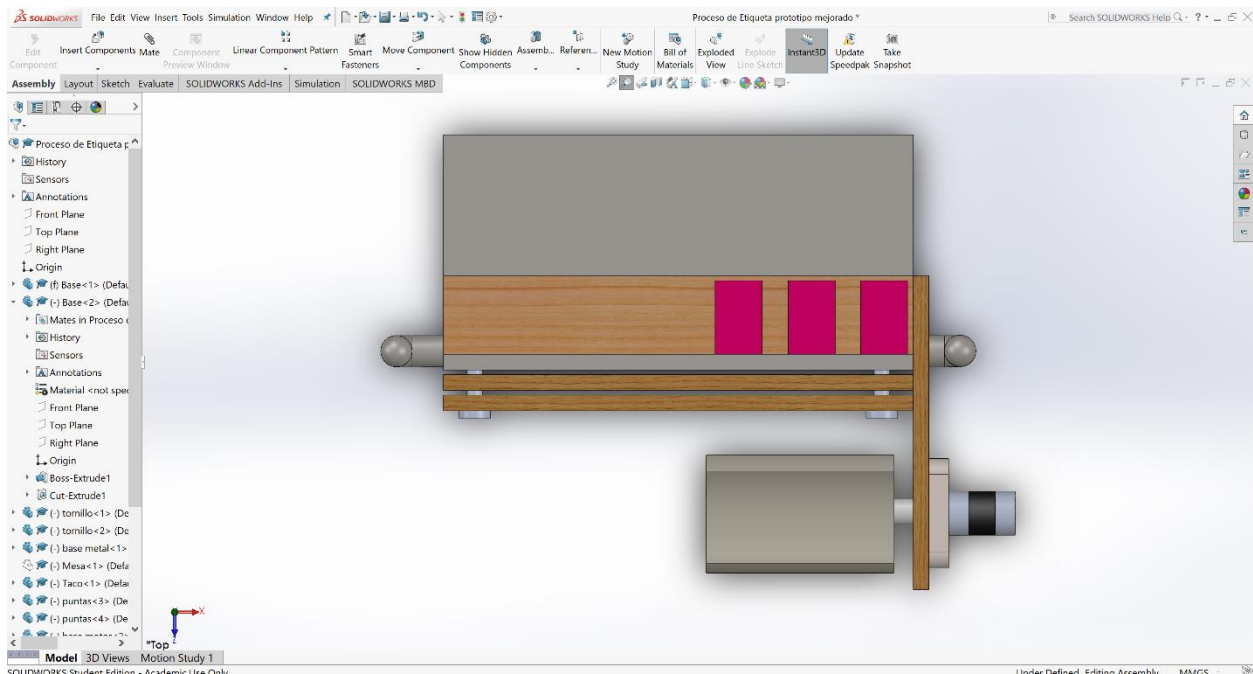 SOLIDWORKS File Edit View Insert Tools Simulation Window Help Proceso de Etiqueta prototipo mejorado * Search SOLIDWORKS Help
Edit Component Insert Components Mate Component Preview Window Linear Component Pattern Smart Fasteners Move Component Show Hidden Components Assemb... Referen... New Motion Study Bill of Materials Exploded View Explode Line Sketch Instant3D Update Speedpak Take Snapshot
Assembly Layout Sketch Evaluate SOLIDWORKS Add-Ins Simulation SOLIDWORKS MBD
Proceso de Etiqueta p
History
Sensors
Annotations
Front Plane
Top Plane
Right Plane
Origin
(f) Base<1> (Defau
(-) Base<2> (Defau
Mates in Proceso d
History
Sensors
Annotations
Material <not spec
Front Plane
Top Plane
Right Plane
Origin
Boss-Extrude1
Cut-Extrude1
(-) tornillo<1> (De
(-) tornillo<2> (De
(-) base metal<1>
(-) Mesa<1> (Defa
(-) Taco<1> (Defau
(-) puntas<3> (De
(-) puntas<4> (De
X
Z
*Top
Model 3D Views Motion Study 1
SOLIDWORKS Student Edition - Academic Use Only Under Defined Editing Assembly MMGS